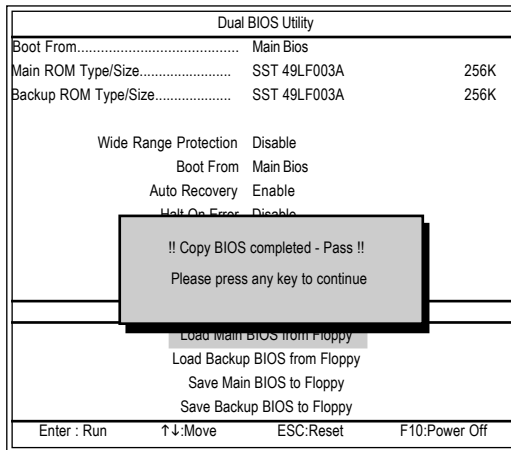 Dual BIOS Utility
Boot From........................................ Main Bios
Main ROM Type/Size....................... SST 49LF003A 256K
Backup ROM Type/Size................... SST 49LF003A 256K
Wide Range Protection Disable
Boot From Main Bios
Auto Recovery Enable
Halt On Error Disable
!! Copy BIOS completed - Pass !!
Please press any key to continue
Load Main BIOS from Floppy
Load Backup BIOS from Floppy
Save Main BIOS to Floppy
Save Backup BIOS to Floppy
Enter : Run ↑↓:Move ESC:Reset F10:Power Off